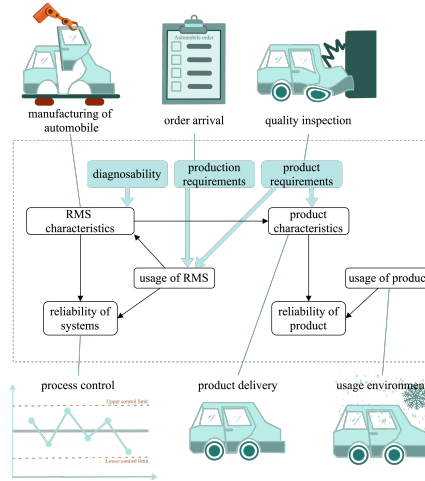 Automobile order
manufacturing of
automobile
order arrival
quality inspection
diagnosability
production
requirements
product
requirements
RMS
characteristics
product
characteristics
usage of RMS
usage of produc
reliability of
systems
reliability of
product
process control
product delivery
usage environmen
Upper control limit
Lower control limit